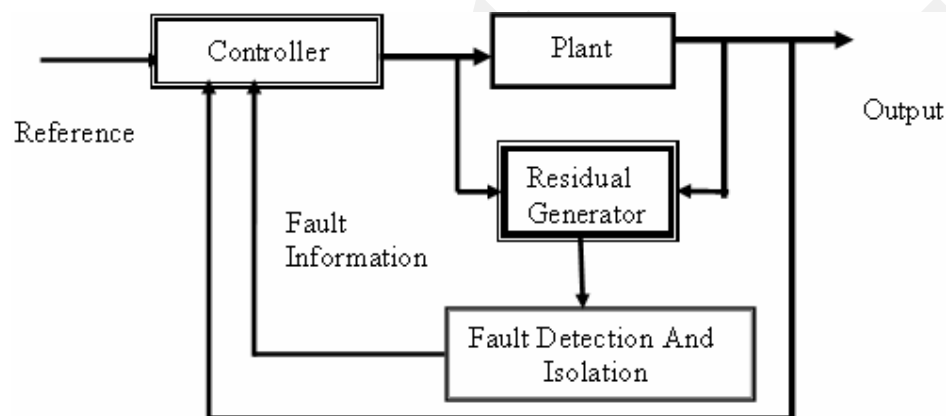 Controller
Plant
Reference
Output
Residual
Generator
Fault
Information
Fault Detection And
Isolation